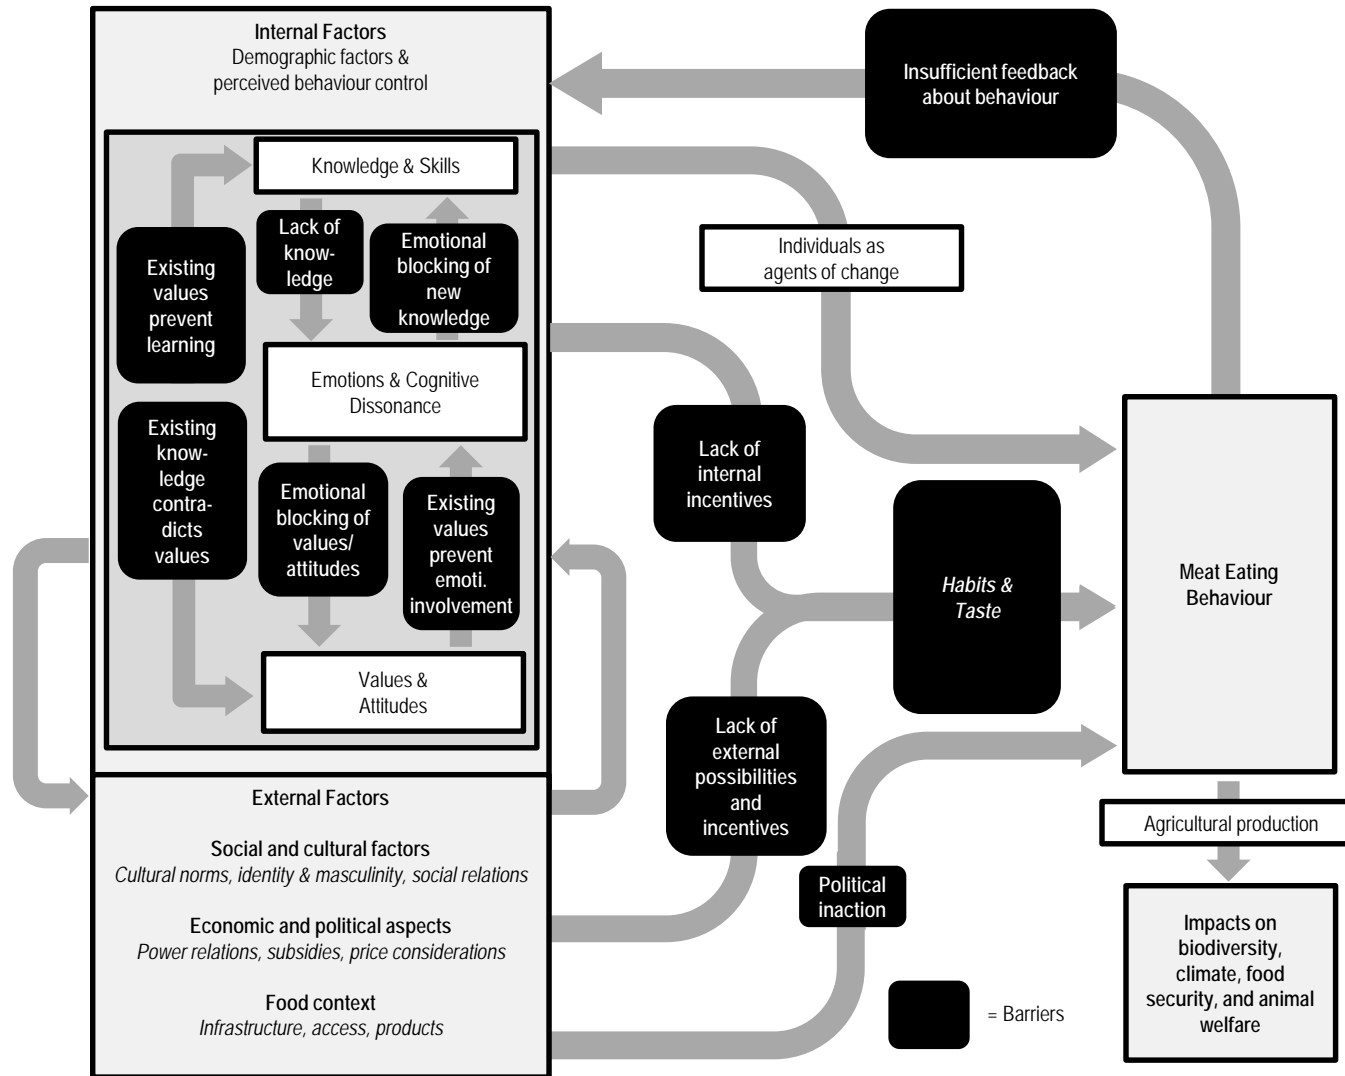 Internal Factors
Demographic factors &
perceived behaviour control
Knowledge & Skills
Lack of
know-
ledge
Emotional
blocking of
new
knowledge
Existing
values
prevent
learning
Emotions & Cognitive
Dissonance
Existing
know-
ledge
contra-
dicts
values
Emotional
blocking of
values/
attitudes
Existing
values
prevent
emoti.
involvement
Values &
Attitudes
External Factors
Social and cultural factors
Cultural norms, identity & masculinity, social relations
Economic and political aspects
Power relations, subsidies, price considerations
Food context
Infrastructure, access, products
Insufficient feedback
about behaviour
Individuals as
agents of change
Lack of
internal
incentives
Habits &
Taste
Lack of
external
possibilities
and
incentives
Political
inaction
= Barriers
Meat Eating
Behaviour
Agricultural production
Impacts on
biodiversity,
climate, food
security, and animal
welfare